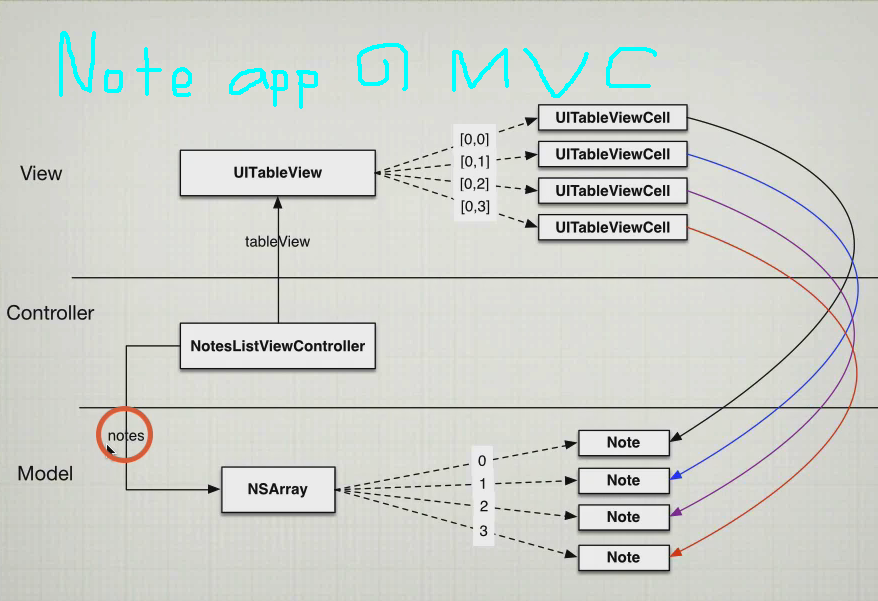 Note app の MVC
View
UITableView
[0,0]
[0,1]
[0,2]
[0,3]
UITableViewCell
UITableViewCell
UITableViewCell
UITableViewCell
tableView
Controller
NotesListViewController
notes
Model
NSArray
0
1
2
3
Note
Note
Note
Note